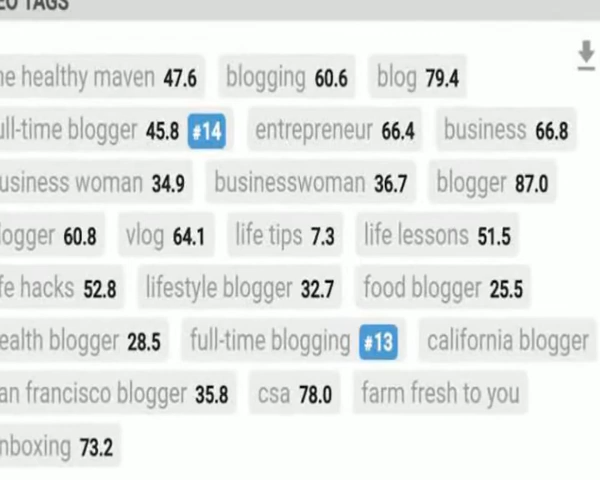 EO TAGS
ne healthy maven 47.6 blogging 60.6 blog 79.4
ull-time blogger 45.8 #14 entrepreneur 66.4 business 66.8
usiness woman 34.9 businesswoman 36.7 blogger 87.0
logger 60.8 vlog 64.1 life tips 7.3 life lessons 51.5
fe hacks 52.8 lifestyle blogger 32.7 food blogger 25.5
ealth blogger 28.5 full-time blogging #13 california blogger
an francisco blogger 35.8 csa 78.0 farm fresh to you
nboxing 73.2